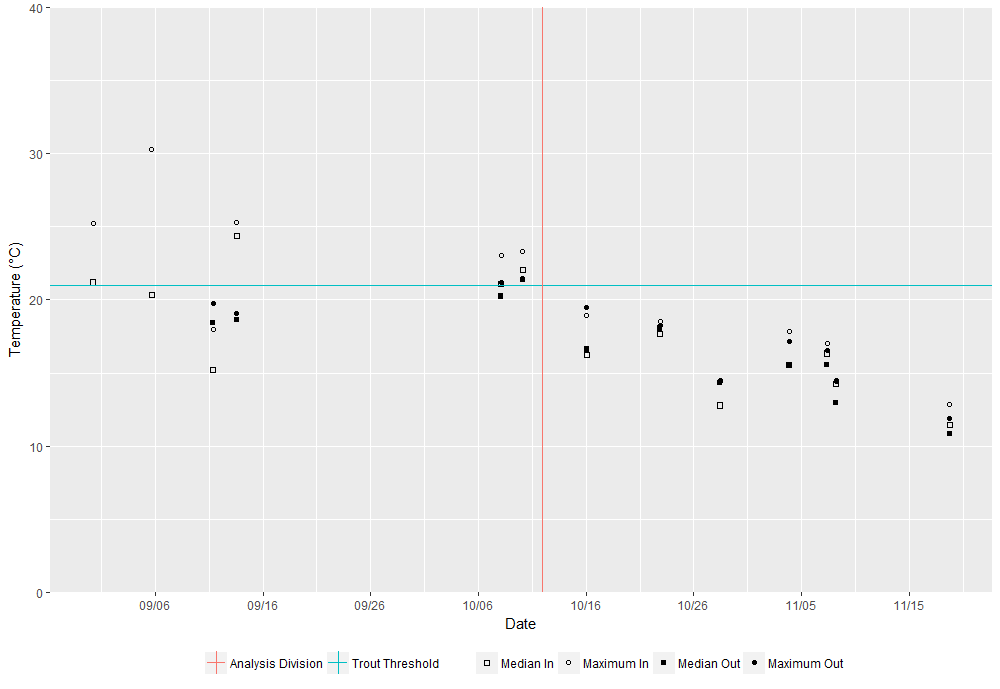 40
30
20
10
0
Temperature (°C)
09/06 09/16 09/26 10/06 10/16 10/26 11/05 11/15
Date
Analysis Division Trout Threshold Median In Maximum In Median Out Maximum Out